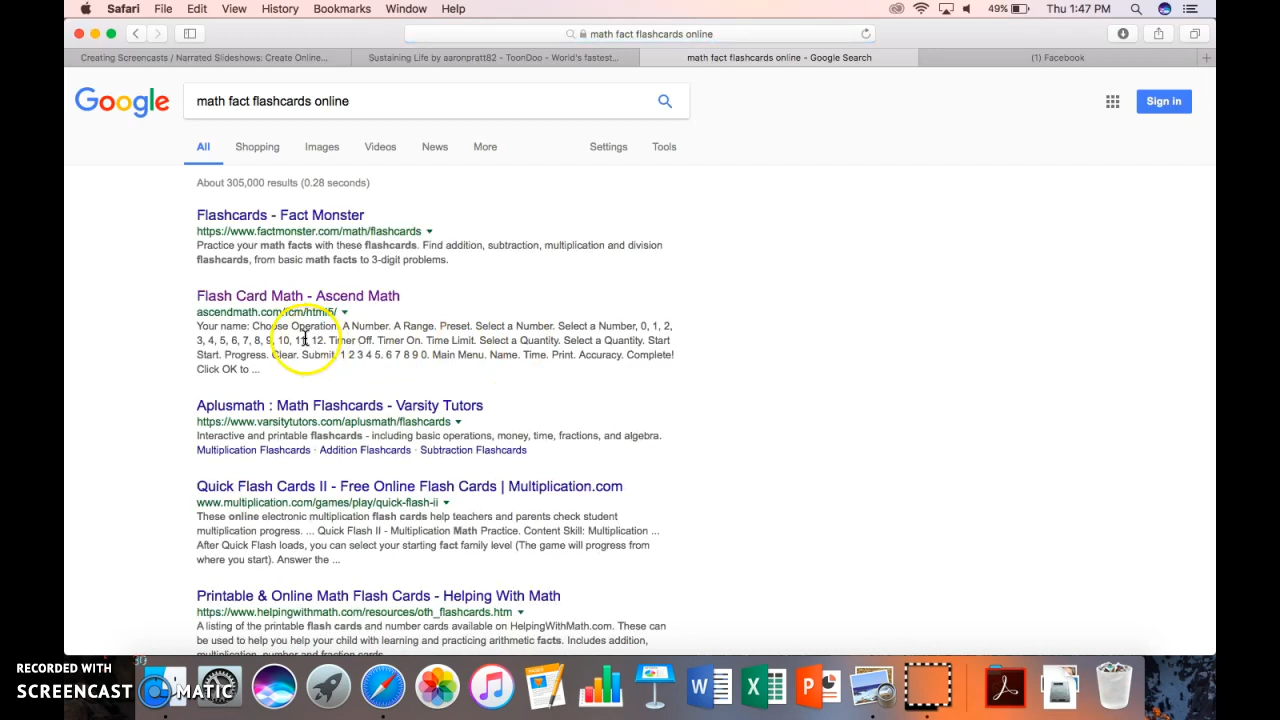 Safari File Edit View History Bookmarks Window Help 49% Thu 1:47 PM
math fact flashcards online
Creating Screencasts / Narrated Slideshows: Create Online... Sustaining Life by aaronpratt82 - ToonDoo - World's fastest... math fact flashcards online - Google Search (1) Facebook
Google math fact flashcards online Sign in
All Shopping Images Videos News More Settings Tools
About 305,000 results (0.28 seconds)
Flashcards - Fact Monster
https://www.factmonster.com/math/flashcards
Practice your math facts with these flashcards. Find addition, subtraction, multiplication and division
flashcards, from basic math facts to 3-digit problems.
Flash Card Math - Ascend Math
ascendmath.com/fcm/html5/
Your name: Choose Operation. A Number. A Range. Preset. Select a Number. Select a Number, 0, 1, 2,
3, 4, 5, 6, 7, 8, 9, 10, 11, 12. Timer Off. Timer On. Time Limit. Select a Quantity. Select a Quantity. Start
Start. Progress. Clear. Submit. 1 2 3 4 5. 6 7 8 9 0. Main Menu. Name. Time. Print. Accuracy. Complete!
Click OK to ...
Aplusmath : Math Flashcards - Varsity Tutors
https://www.varsitytutors.com/aplusmath/flashcards
Interactive and printable flashcards - including basic operations, money, time, fractions, and algebra.
Multiplication Flashcards · Addition Flashcards · Subtraction Flashcards
Quick Flash Cards II - Free Online Flash Cards | Multiplication.com
www.multiplication.com/games/play/quick-flash-ii
These online electronic multiplication flash cards help teachers and parents check student
multiplication progress. ... Quick Flash II - Multiplication Math Practice. Content Skill: Multiplication ...
After Quick Flash loads, you can select your starting fact family level (The game will progress from
where you start). Answer the ...
Printable & Online Math Flash Cards - Helping With Math
https://www.helpingwithmath.com/resources/oth_flashcards.htm
A listing of the printable flash cards and number cards available on HelpingWithMath.com. These can
be used to help you help your child with learning and practicing arithmetic facts. Includes addition,
multiplication, number and fraction cards.
RECORDED WITH
SCREENCAST MATIC